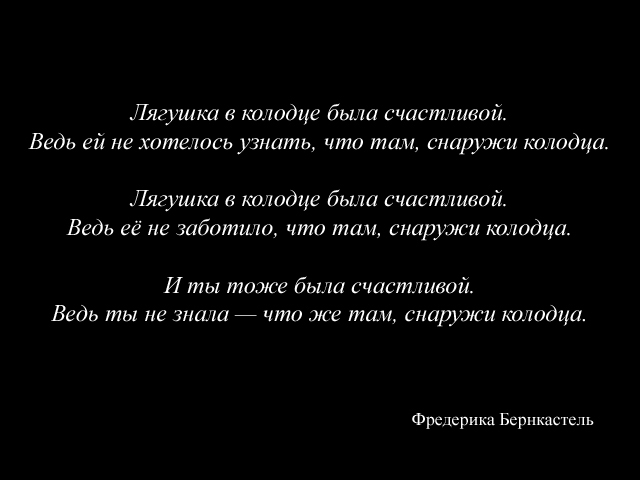 Лягушка в колодце была счастливой.
Ведь ей не хотелось узнать, что там, снаружи колодца.
Лягушка в колодце была счастливой.
Ведь её не заботило, что там, снаружи колодца.
И ты тоже была счастливой.
Ведь ты не знала — что же там, снаружи колодца.
Фредерика Бернкастель